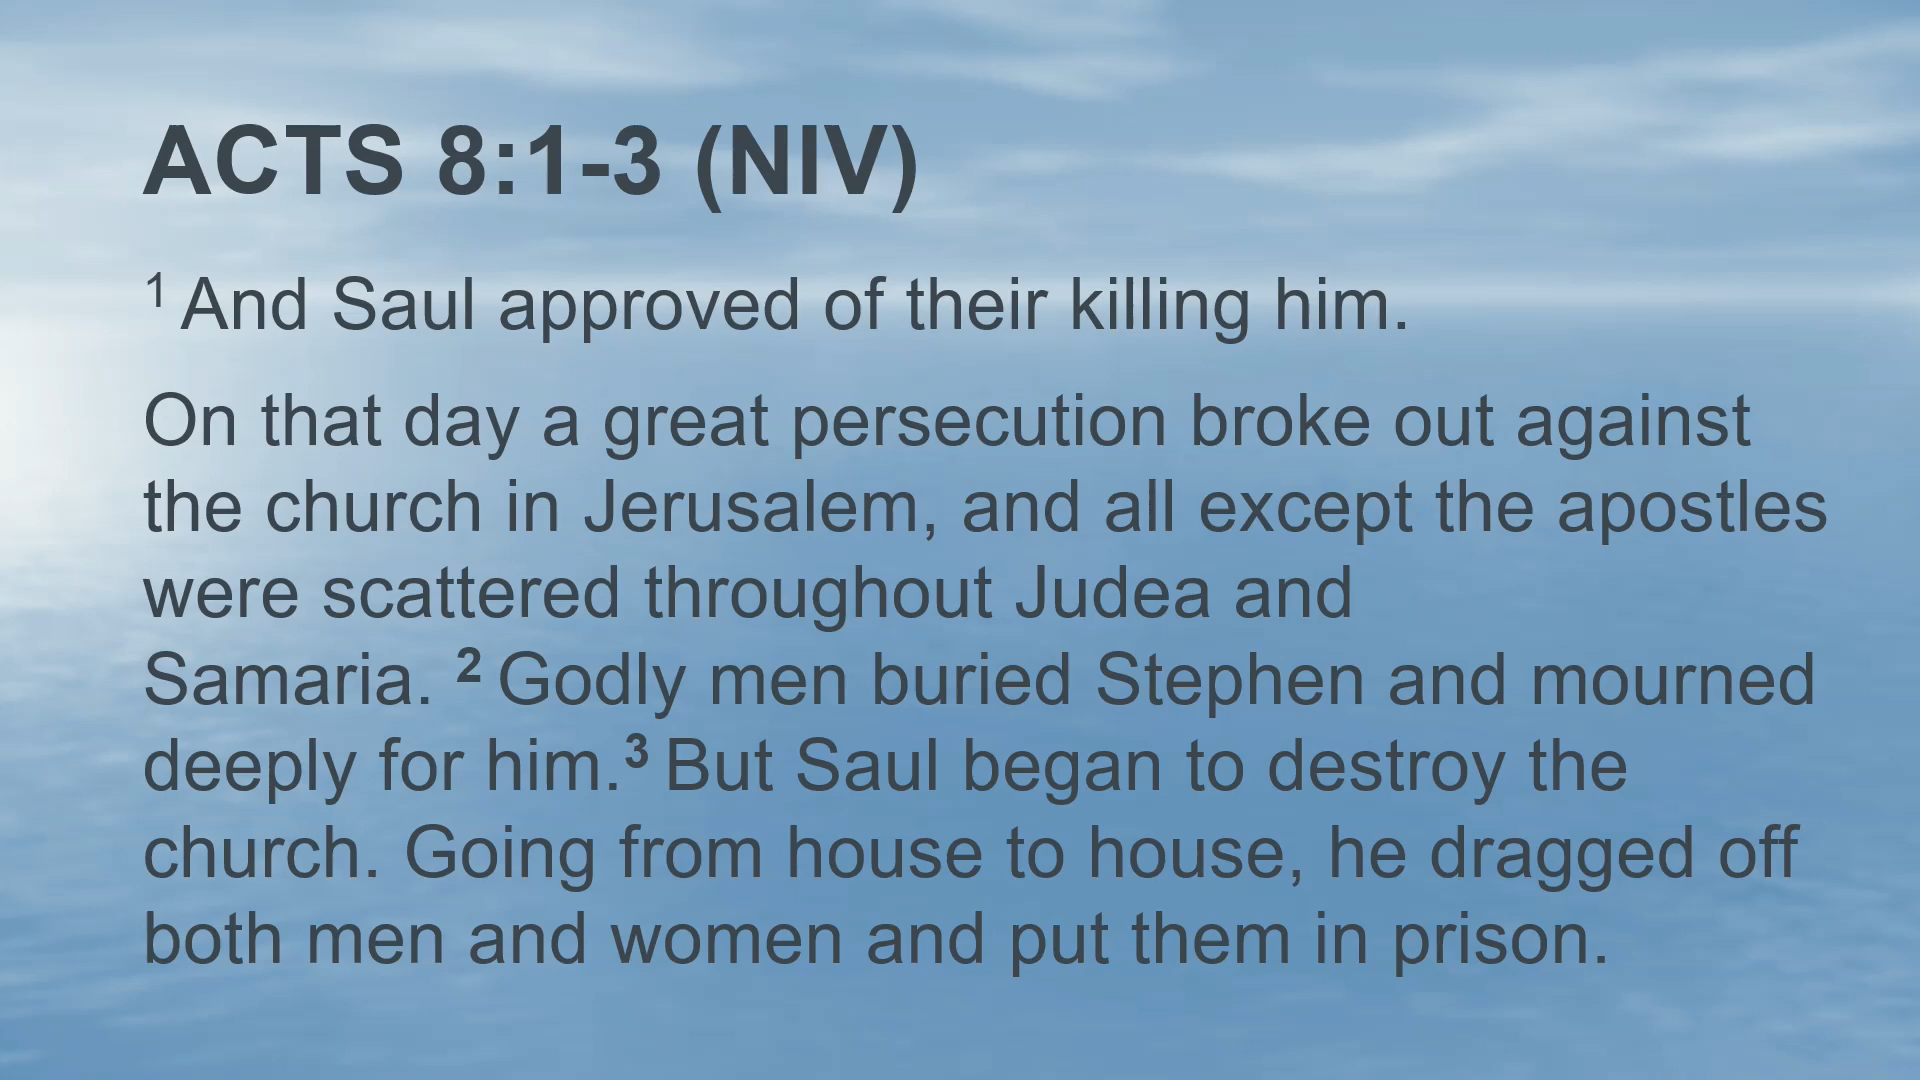 ACTS 8:1-3 (NIV)
1 And Saul approved of their killing him.
On that day a great persecution broke out against
the church in Jerusalem, and all except the apostles
were scattered throughout Judea and
Samaria. 2 Godly men buried Stephen and mourned
deeply for him.3 But Saul began to destroy the
church. Going from house to house, he dragged off
both men and women and put them in prison.